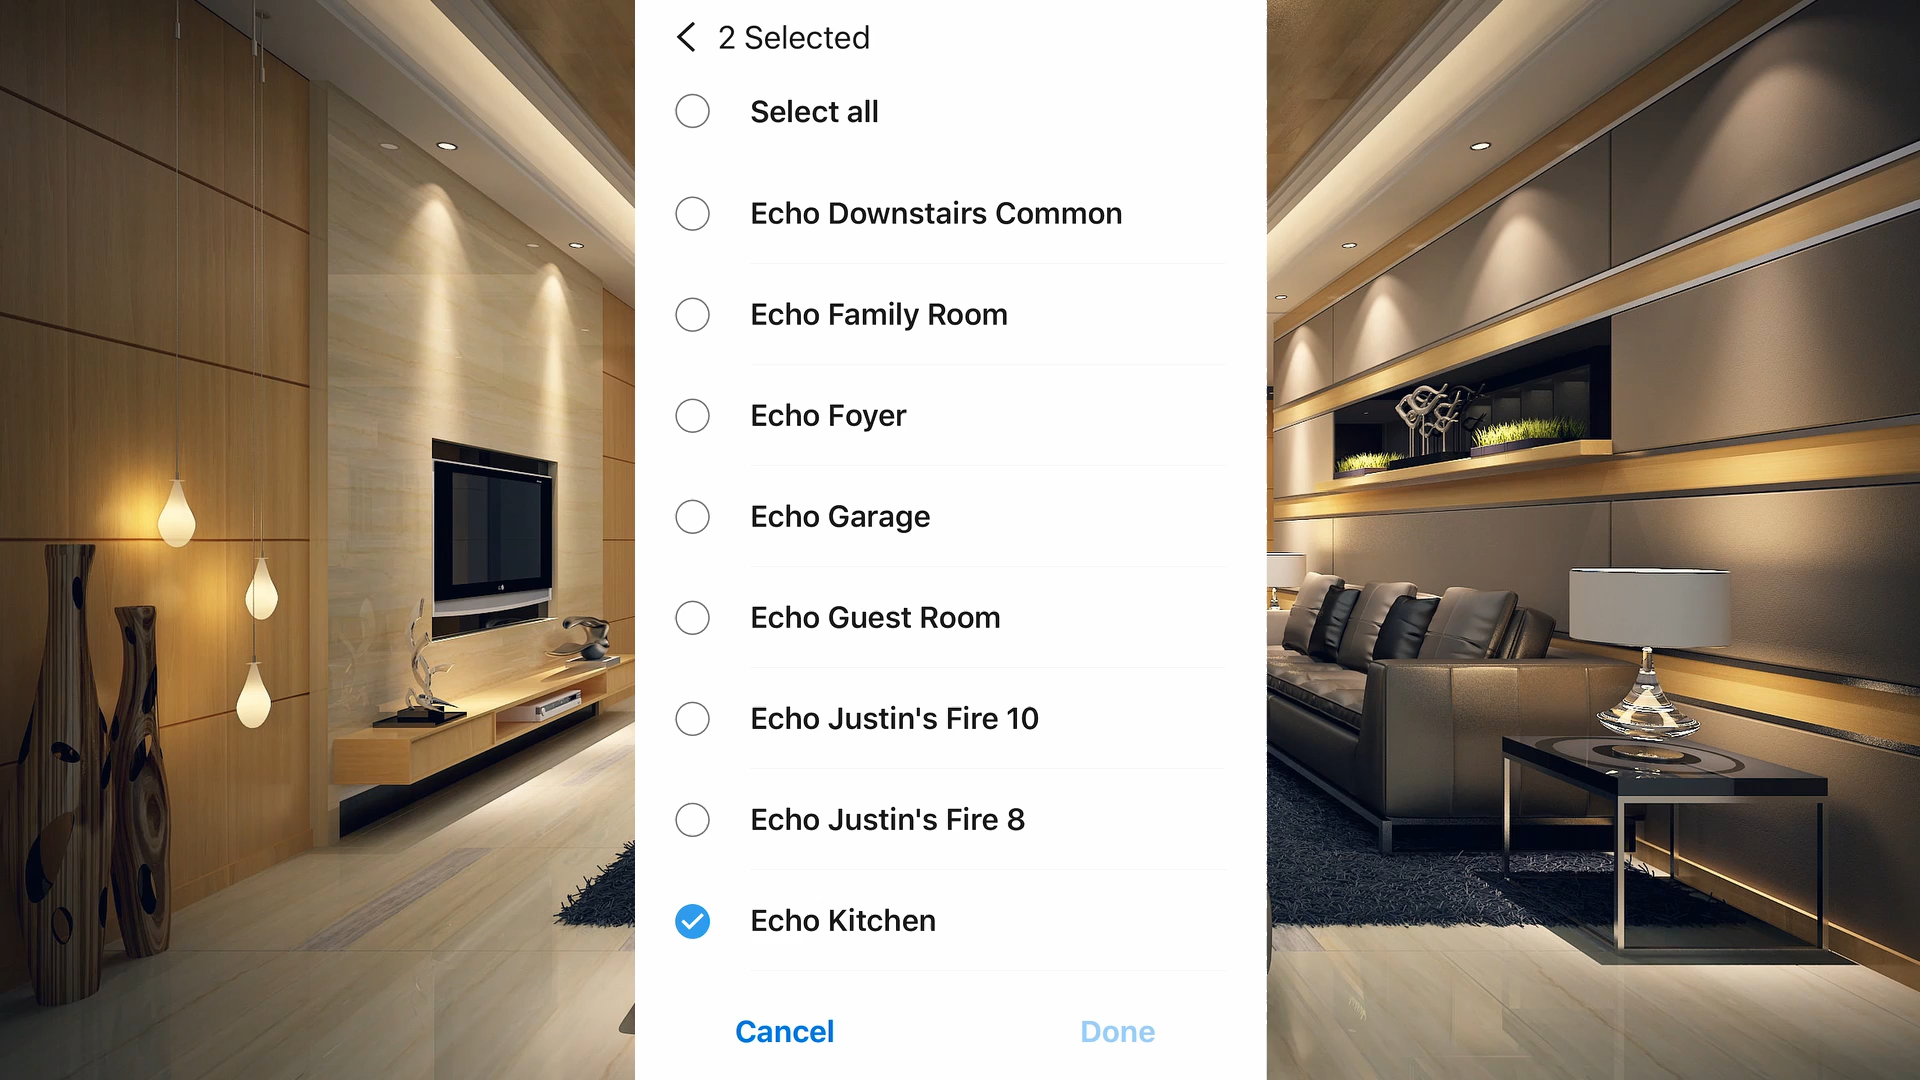 2 Selected
Select all
Echo Downstairs Common
Echo Family Room
Echo Foyer
Echo Garage
Echo Guest Room
Echo Justin's Fire 10
Echo Justin's Fire 8
Echo Kitchen
Cancel
Done